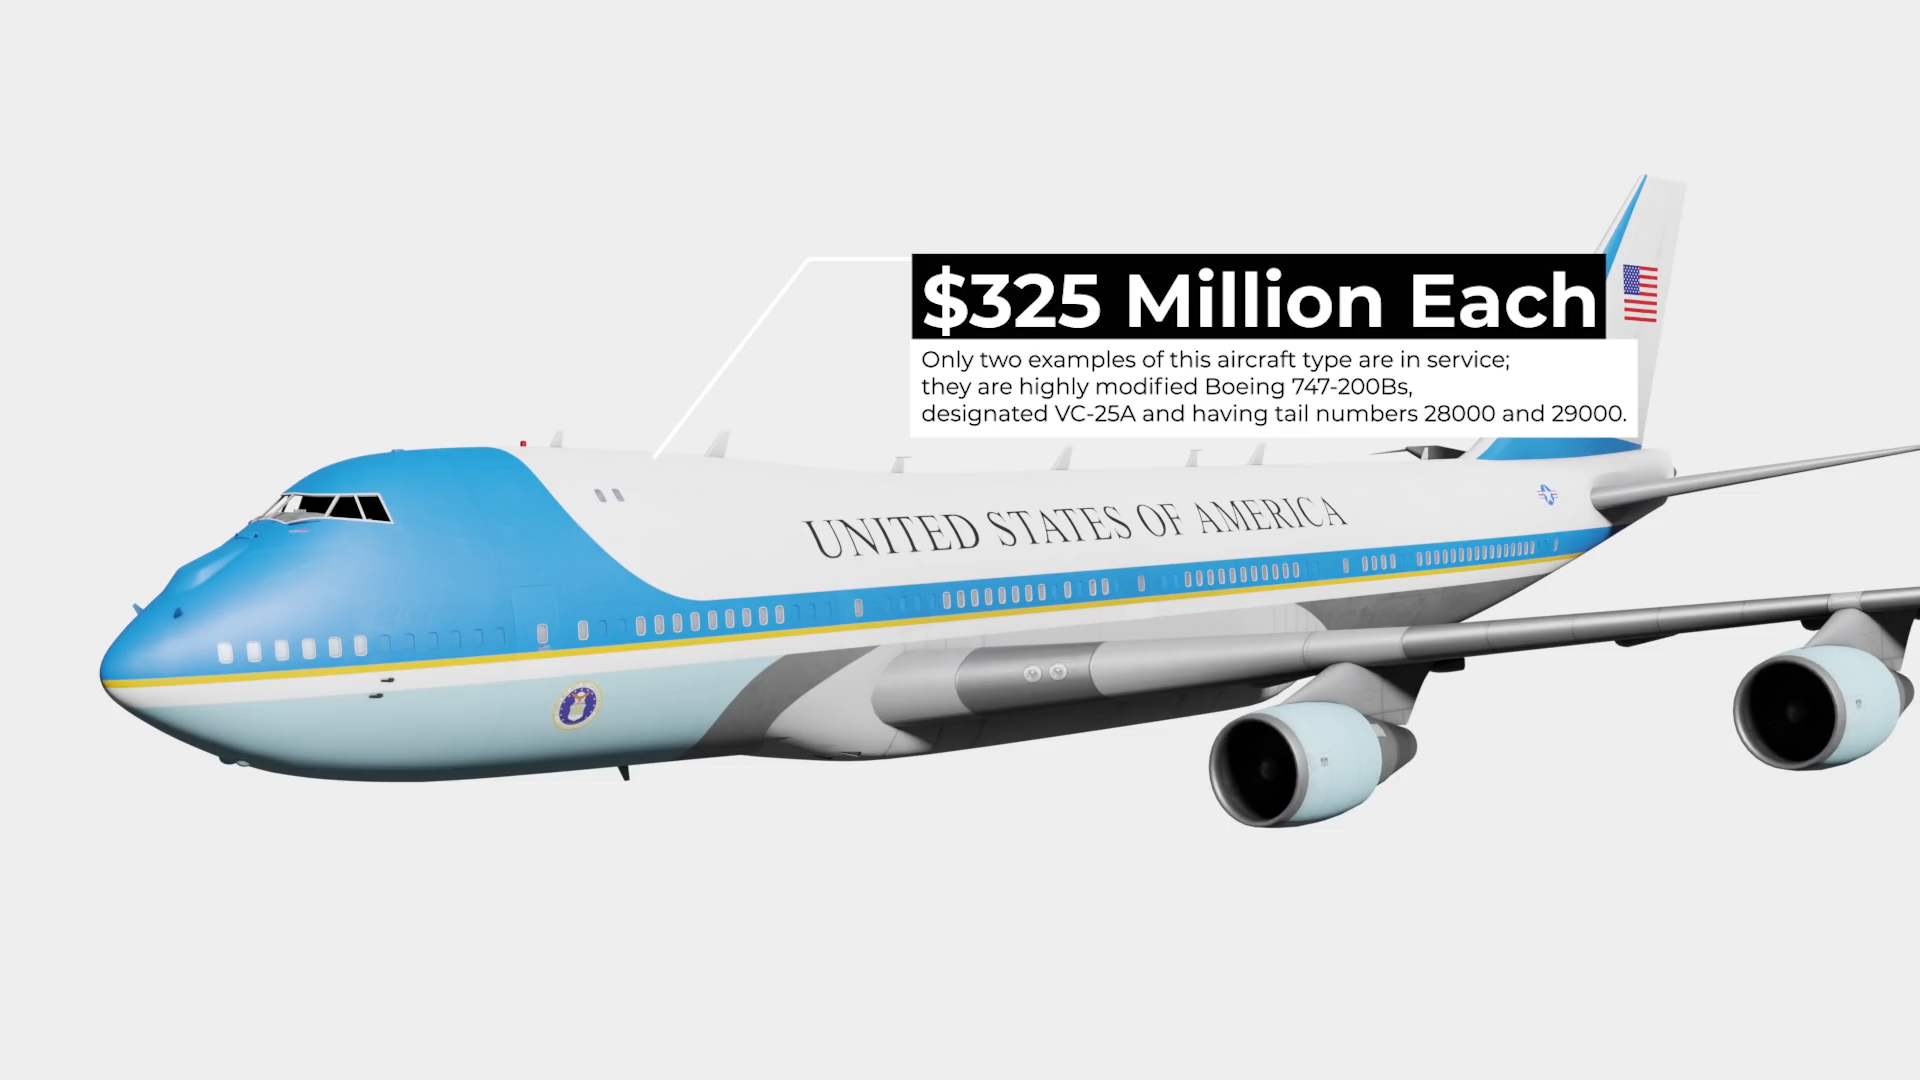 $325 Million Each
Only two examples of this aircraft type are in service;
they are highly modified Boeing 747-200Bs,
designated VC-25A and having tail numbers 28000 and 29000.
UNITED STATES OF AMERICA